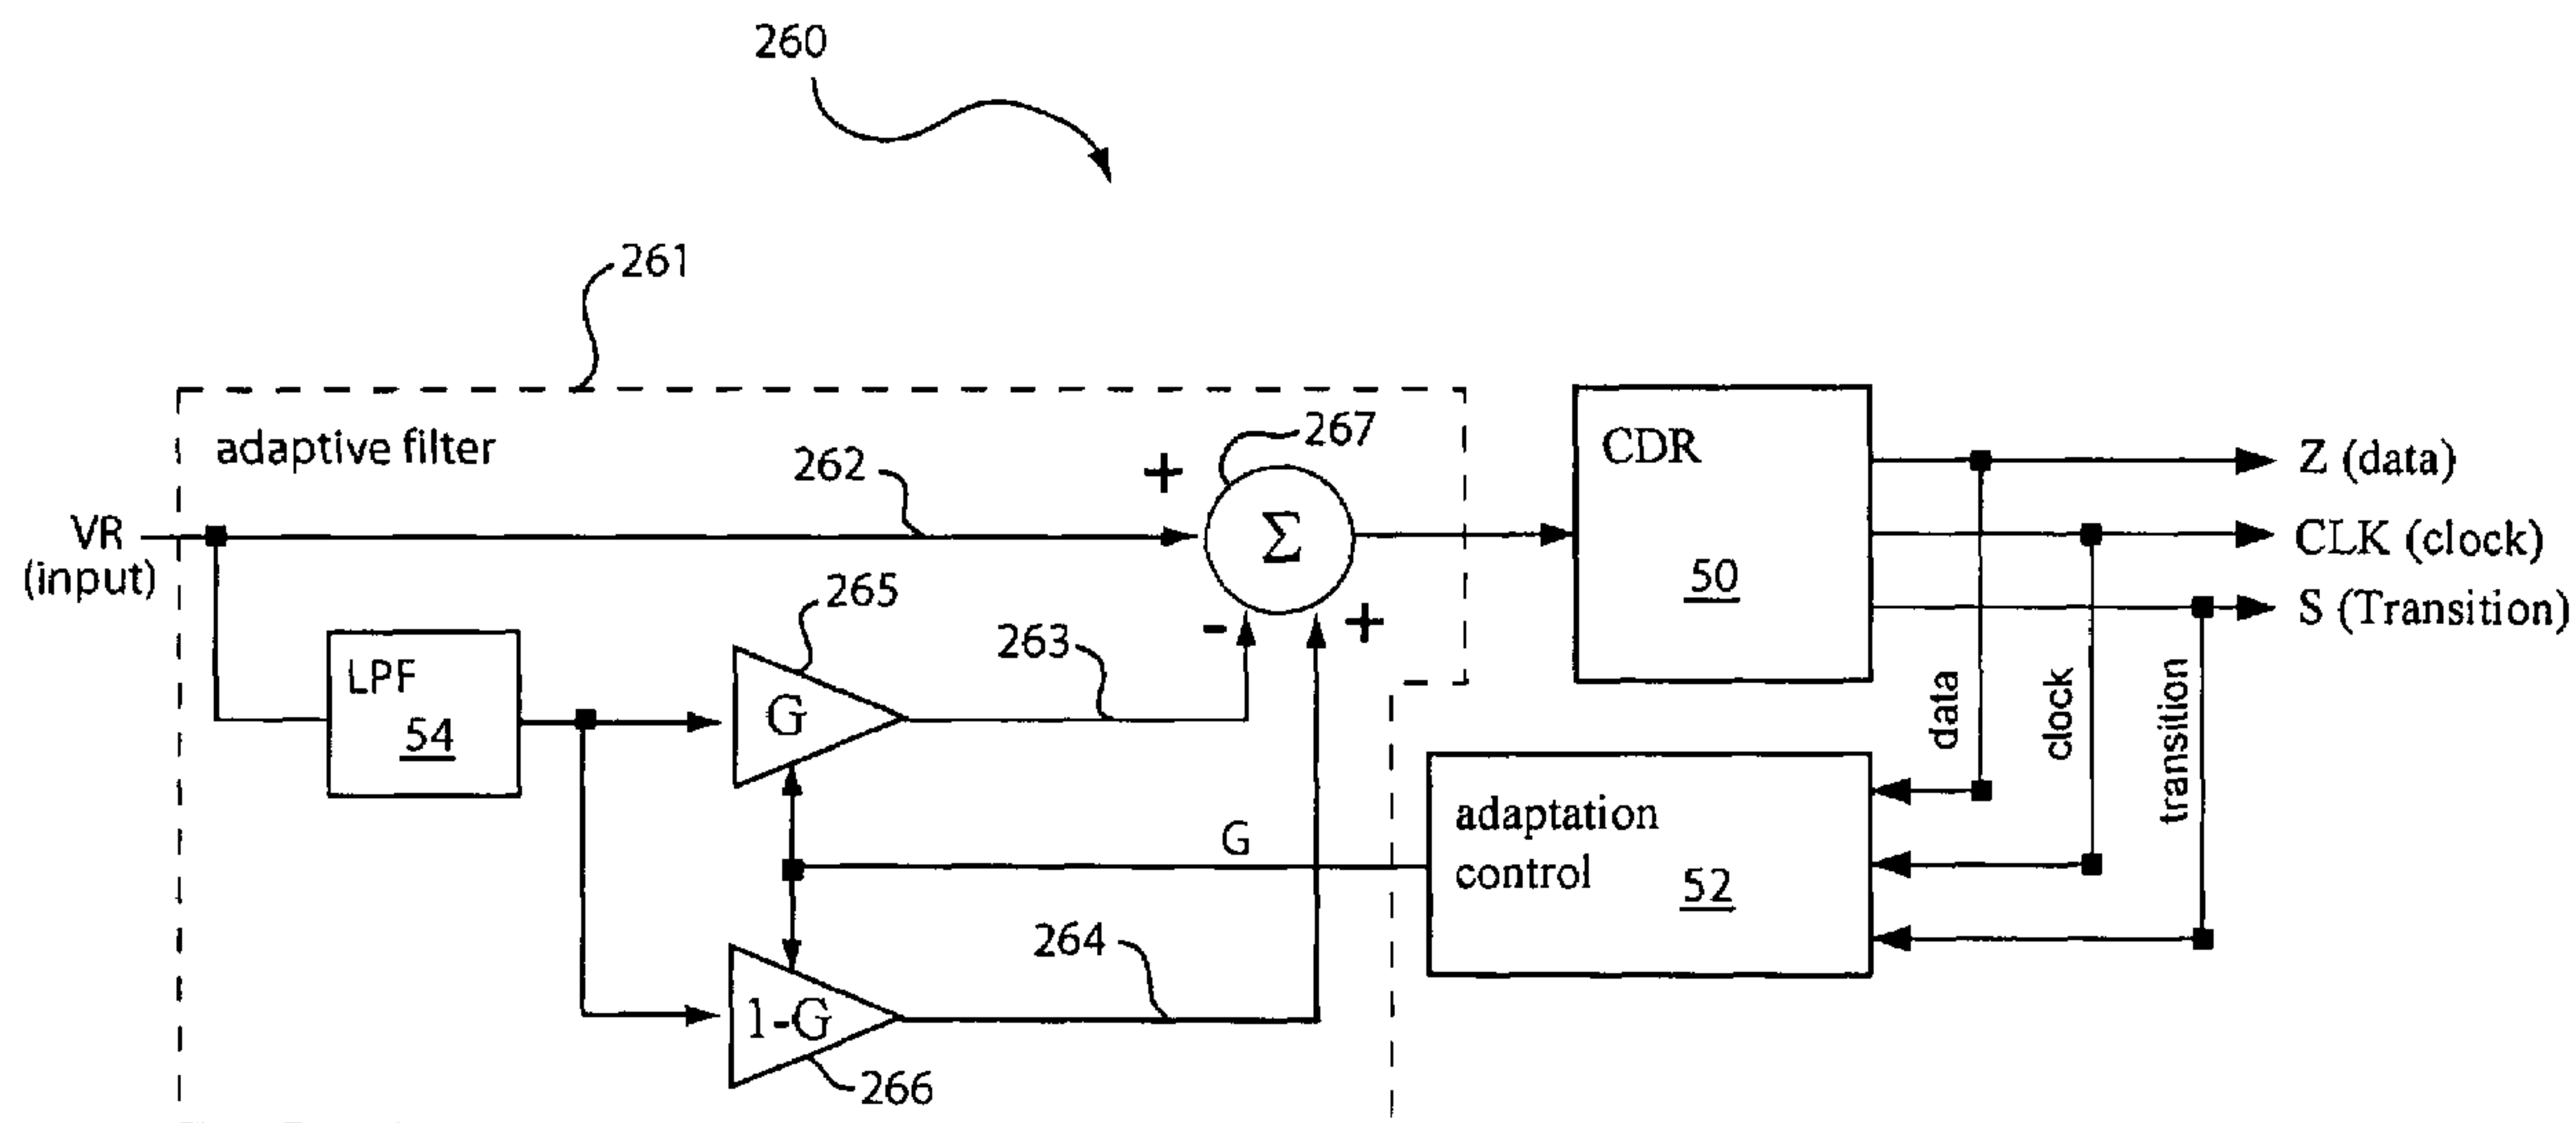 260
261
adaptive filter
262
+
267
Σ
CDR
50
Z (data)
CLK (clock)
S (Transition)
VR
(input)
LPF
54
265
G
263
-
+
data
clock
transition
G
adaptation
control
52
264
1-G
266